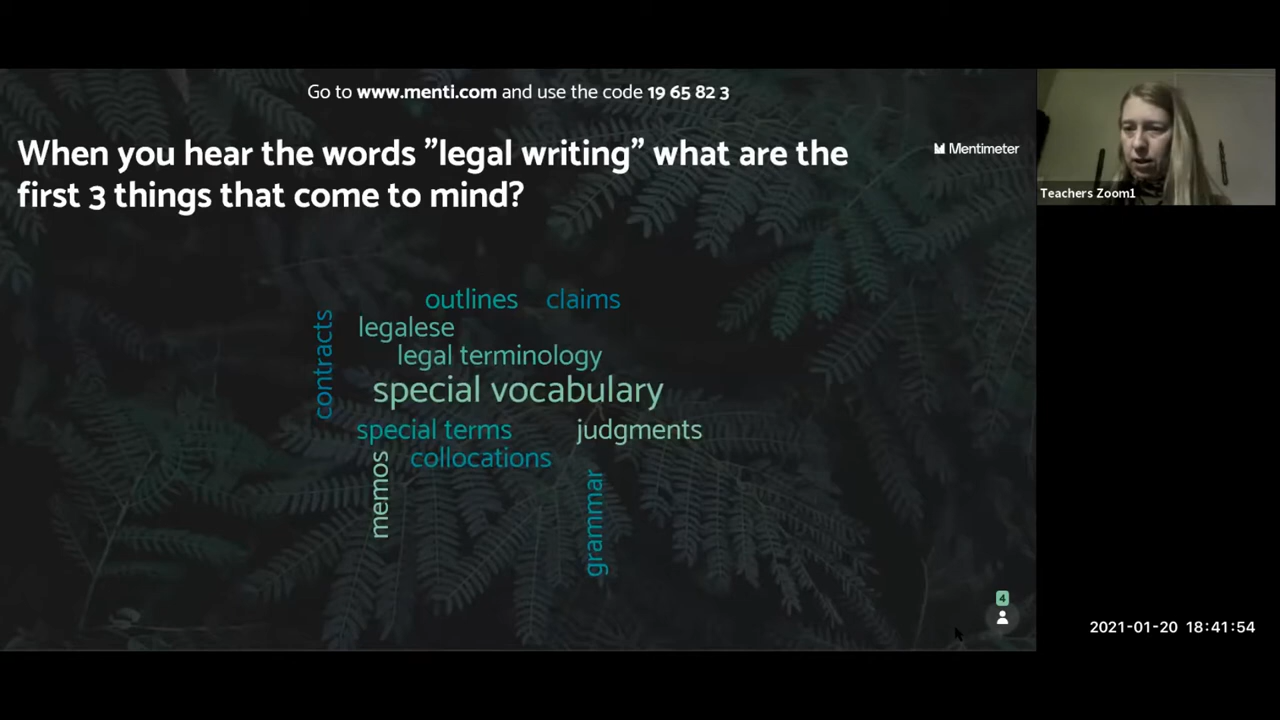 Go to www.menti.com and use the code 19 65 82 3
When you hear the words ”legal writing” what are the
first 3 things that come to mind?
Mentimeter
Teachers Zoom1
outlines claims
contracts
legalese
legal terminology
special vocabulary
special terms judgments
memos
collocations
grammar
4
2021-01-20 18:41:54